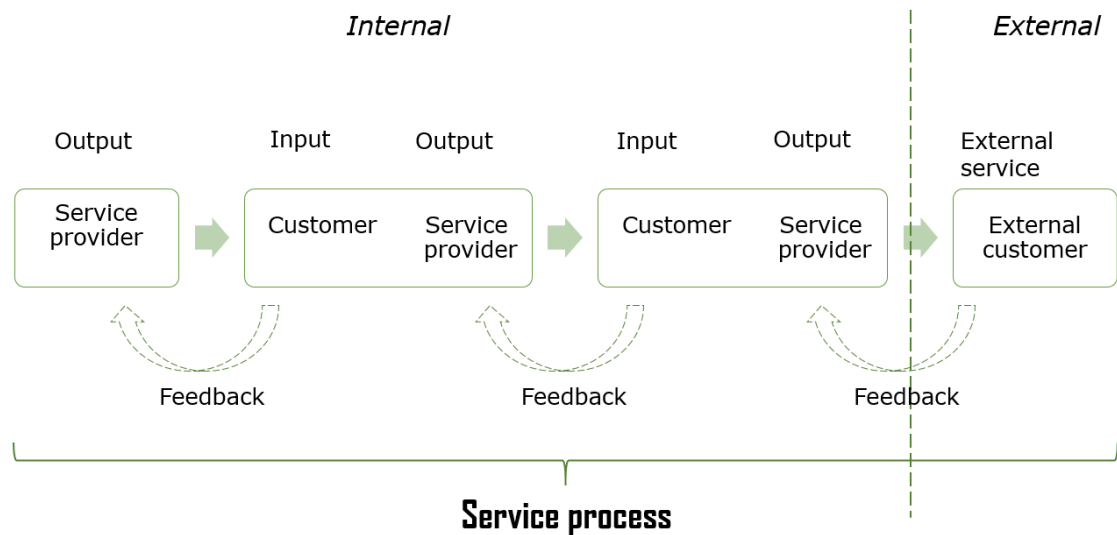 Internal
External
Output
Input
Output
Input
Output
External
service
Service
provider
Customer
Service
provider
Customer
Service
provider
External
customer
Feedback
Feedback
Feedback
Service process